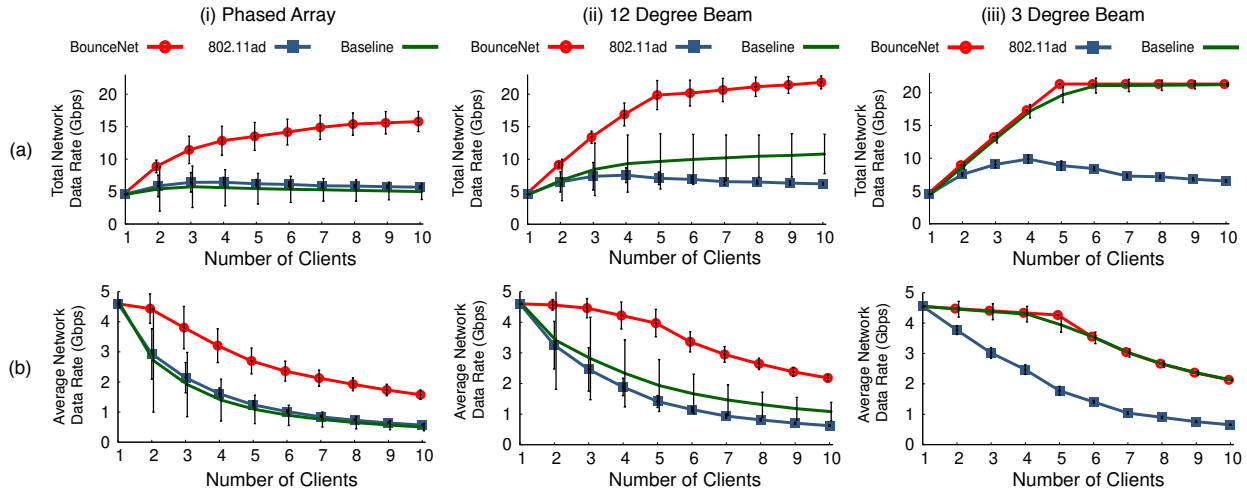 (i) Phased Array
(ii) 12 Degree Beam
(iii) 3 Degree Beam
BounceNet 802.11ad Baseline
BounceNet 802.11ad Baseline
BounceNet 802.11ad Baseline
(a)
Total Network
Data Rate (Gbps)
20
15
10
5
0
1 2 3 4 5 6 7 8 9 10
Number of Clients
Total Network
Data Rate (Gbps)
20
15
10
5
0
1 2 3 4 5 6 7 8 9 10
Number of Clients
Total Network
Data Rate (Gbps)
20
15
10
5
0
1 2 3 4 5 6 7 8 9 10
Number of Clients
(b)
Average Network
Data Rate (Gbps)
5
4
3
2
1
0
1 2 3 4 5 6 7 8 9 10
Number of Clients
Average Network
Data Rate (Gbps)
5
4
3
2
1
0
1 2 3 4 5 6 7 8 9 10
Number of Clients
Average Network
Data Rate (Gbps)
5
4
3
2
1
0
1 2 3 4 5 6 7 8 9 10
Number of Clients